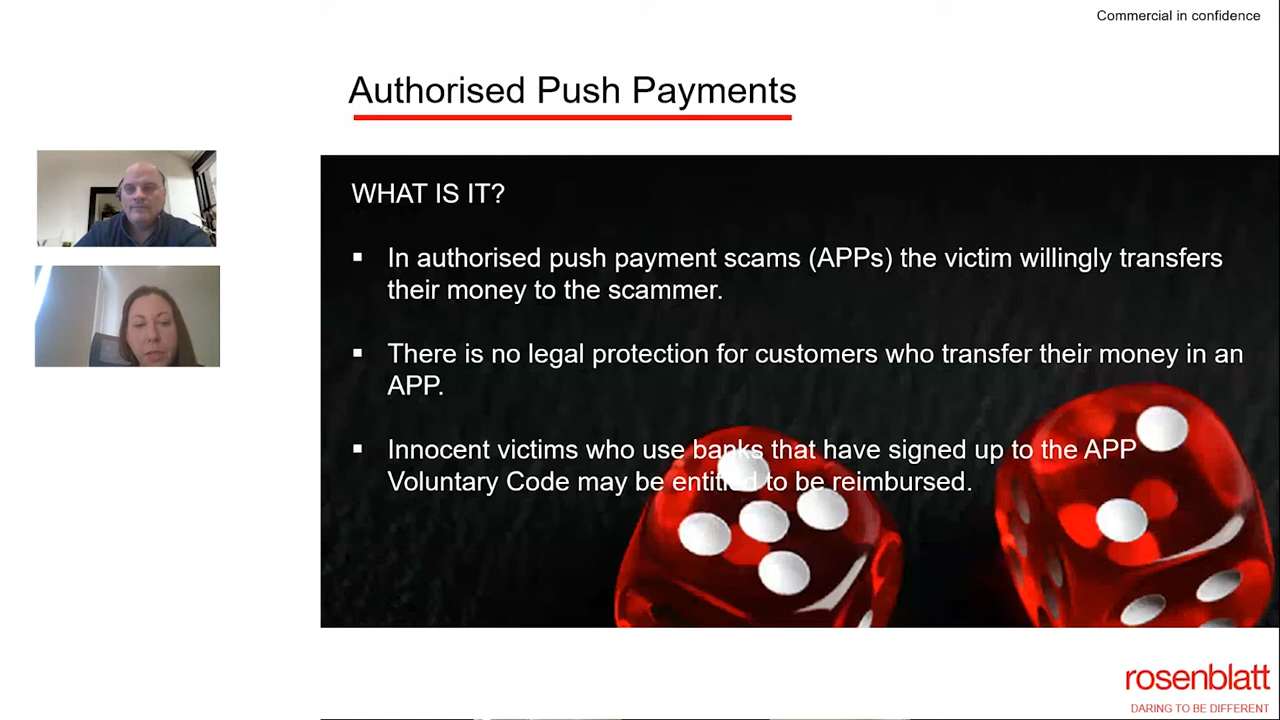 Commercial in confidence
Authorised Push Payments
WHAT IS IT?
▪ In authorised push payment scams (APPs) the victim willingly transfers
their money to the scammer.
▪ There is no legal protection for customers who transfer their money in an
APP.
▪ Innocent victims who use banks that have signed up to the APP
Voluntary Code may be entitled to be reimbursed.
rosenblatt
DARING TO BE DIFFERENT